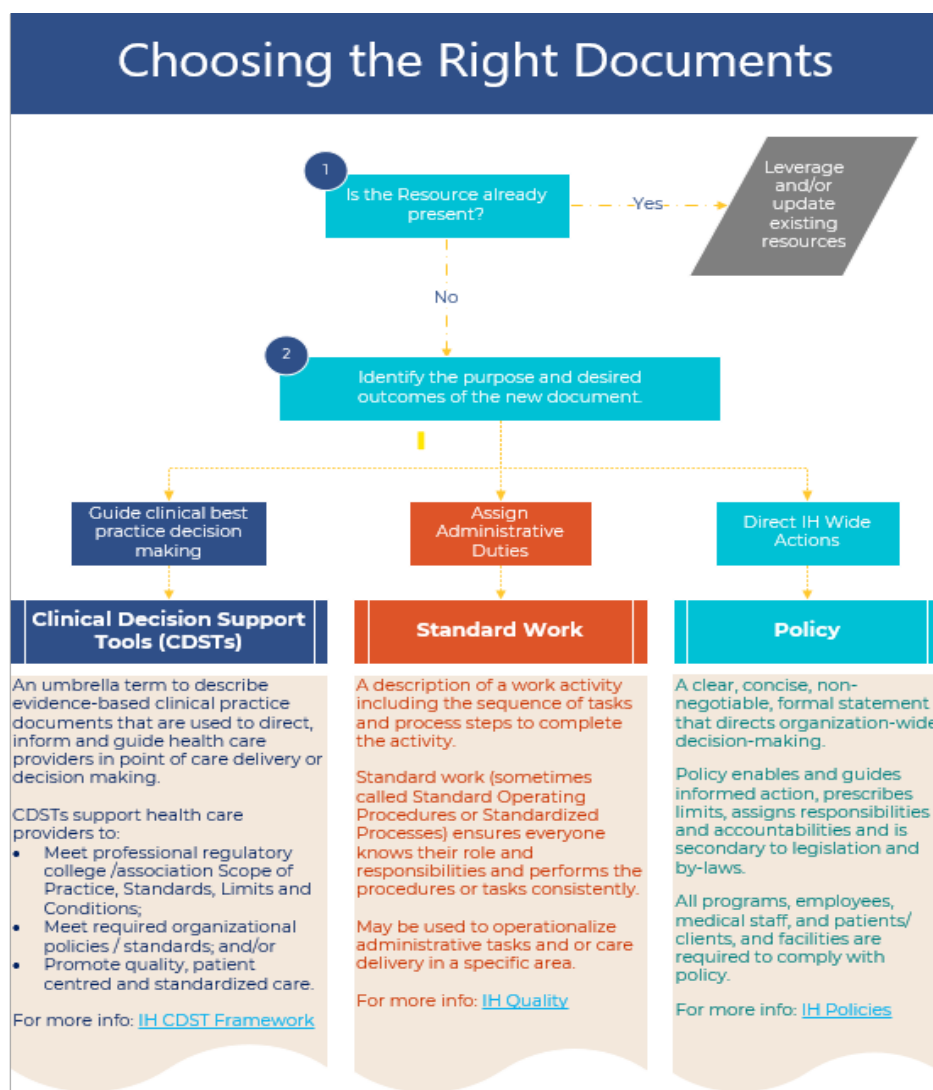 Choosing the Right Documents
1
Is the Resource already
present?
Yes
Leverage
and/or
update
existing
resources
No
2
Identify the purpose and desired
outcomes of the new document.
Guide clinical best
practice decision
making
Assign
Administrative
Duties
Direct IH Wide
Actions
Clinical Decision Support
Tools (CDSTs)
An umbrella term to describe
evidence-based clinical practice
documents that are used to direct,
inform and guide health care
providers in point of care delivery or
decision making.
CDSTs support health care
providers to:
• Meet professional regulatory
college /association Scope of
Practice, Standards, Limits and
Conditions;
• Meet required organizational
policies / standards; and/or
• Promote quality, patient
centred and standardized care.
For more info: IH CDST Framework
Standard Work
A description of a work activity
including the sequence of tasks
and process steps to complete
the activity.
Standard work (sometimes
called Standard Operating
Procedures or Standardized
Processes) ensures everyone
knows their role and
responsibilities and performs the
procedures or tasks consistently.
May be used to operationalize
administrative tasks and or care
delivery in a specific area.
For more info: IH Quality
Policy
A clear, concise, non-
negotiable, formal statement
that directs organization-wide
decision-making.
Policy enables and guides
informed action, prescribes
limits, assigns responsibilities
and accountabilities and is
secondary to legislation and
by-laws.
All programs, employees,
medical staff, and patients/
clients, and facilities are
required to comply with
policy.
For more info: IH Policies